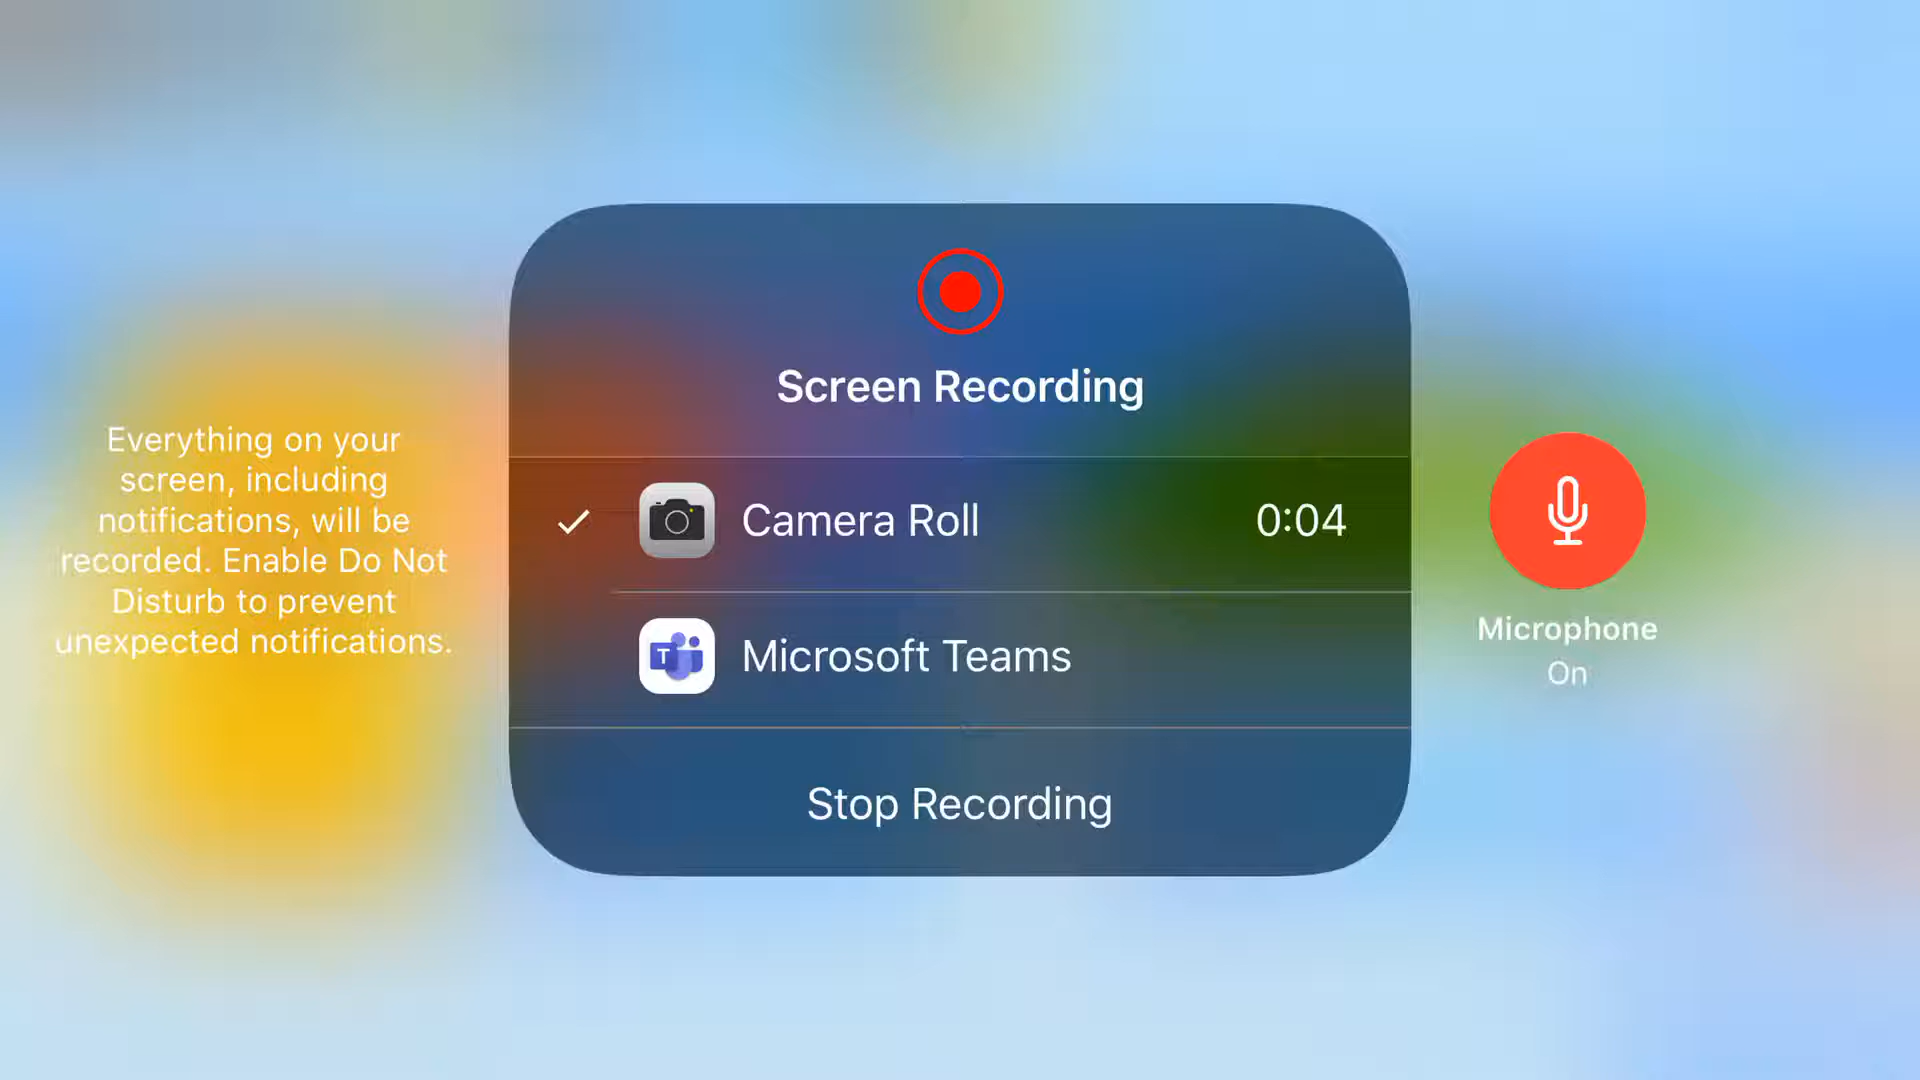 Screen Recording
Everything on your
screen, including
notifications, will be
recorded. Enable Do Not
Disturb to prevent
unexpected notifications.
Camera Roll 0:04
T Microsoft Teams
Stop Recording
Microphone
On